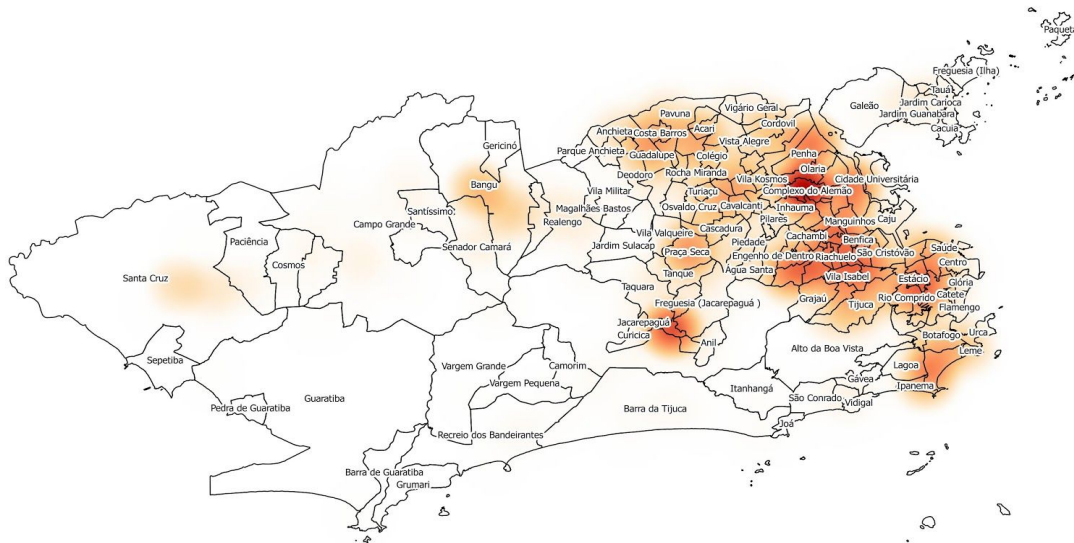 Paquetá
Freguesia (Ilha)
Tauá
Galeão
Jardim Carioca
Jardim Guanabara
Cacuia
Vigário Geral
Pavuna
Cordovil
Anchieta
Costa Barros
Acari
Vista Alegre
Gericinó
Parque Anchieta
Guadalupe
Colégio
Penha
Olaria
Deodoro
Rocha Miranda
Vila Kosmos
Cidade Universitária
Bangu
Vila Militar
Turiaçu
Complexo do Alemão
Santíssimo
Magalhães Bastos
Osvaldo Cruz
Cavalcanti
Inhauma
Campo Grande
Realengo
Pilares
Manguinhos
Caju
Cascadura
Vila Valqueire
Cachambi
Paciência
Senador Camará
Jardim Sulacap
Piedade
Benfica
Saúde
Praça Seca
Engenho de Dentro
Riachuelo
São Cristóvão
Centro
Cosmos
Tanque
Água Santa
Santa Cruz
Vila Isabel
Estácio
Glória
Taquara
Grajaú
Rio Comprido
Catete
Freguesia (Jacarepaguá )
Tijuca
Flamengo
Jacarepaguá
Curicica
Anil
Botafogo
Urca
Alto da Boa Vista
Leme
Sepetiba
Vargem Grande
Camorim
Lagoa
Gávea
Vargem Pequena
Itanhangá
Ipanema
Guaratiba
São Conrado
Vidigal
Pedra de Guaratiba
Barra da Tijuca
Joá
Recreio dos Bandeirantes
Barra de Guaratiba
Grumari